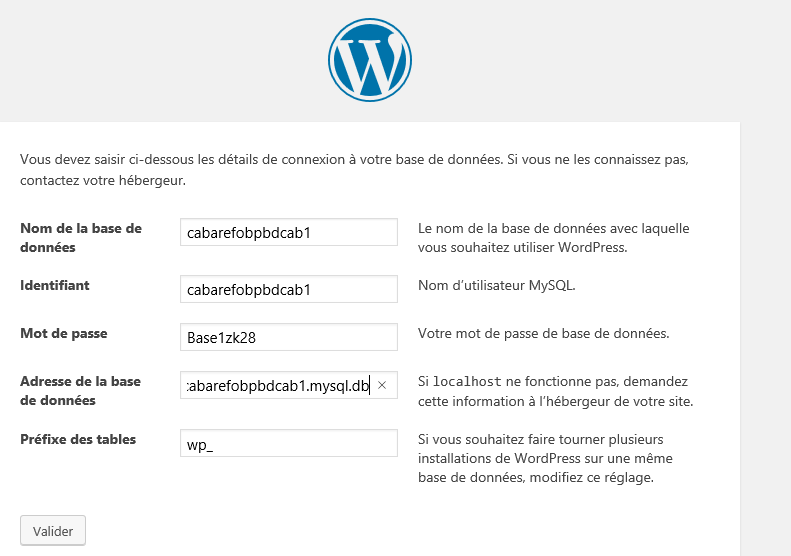 Vous devez saisir ci-dessous les détails de connexion à votre base de données. Si vous ne les connaissez pas,
contactez votre hébergeur.
Nom de la base de
données
cabarefobpbdcab1
Le nom de la base de données avec laquelle
vous souhaitez utiliser WordPress.
Identifiant
cabarefobpbdcab1
Nom d’utilisateur MySQL.
Mot de passe
Base1zk28
Votre mot de passe de base de données.
Adresse de la base
de données
cabarefobpbdcab1.mysql.db
Si localhost ne fonctionne pas, demandez
cette information à l’hébergeur de votre site.
Préfixe des tables
wp_
Si vous souhaitez faire tourner plusieurs
installations de WordPress sur une même
base de données, modifiez ce réglage.
Valider